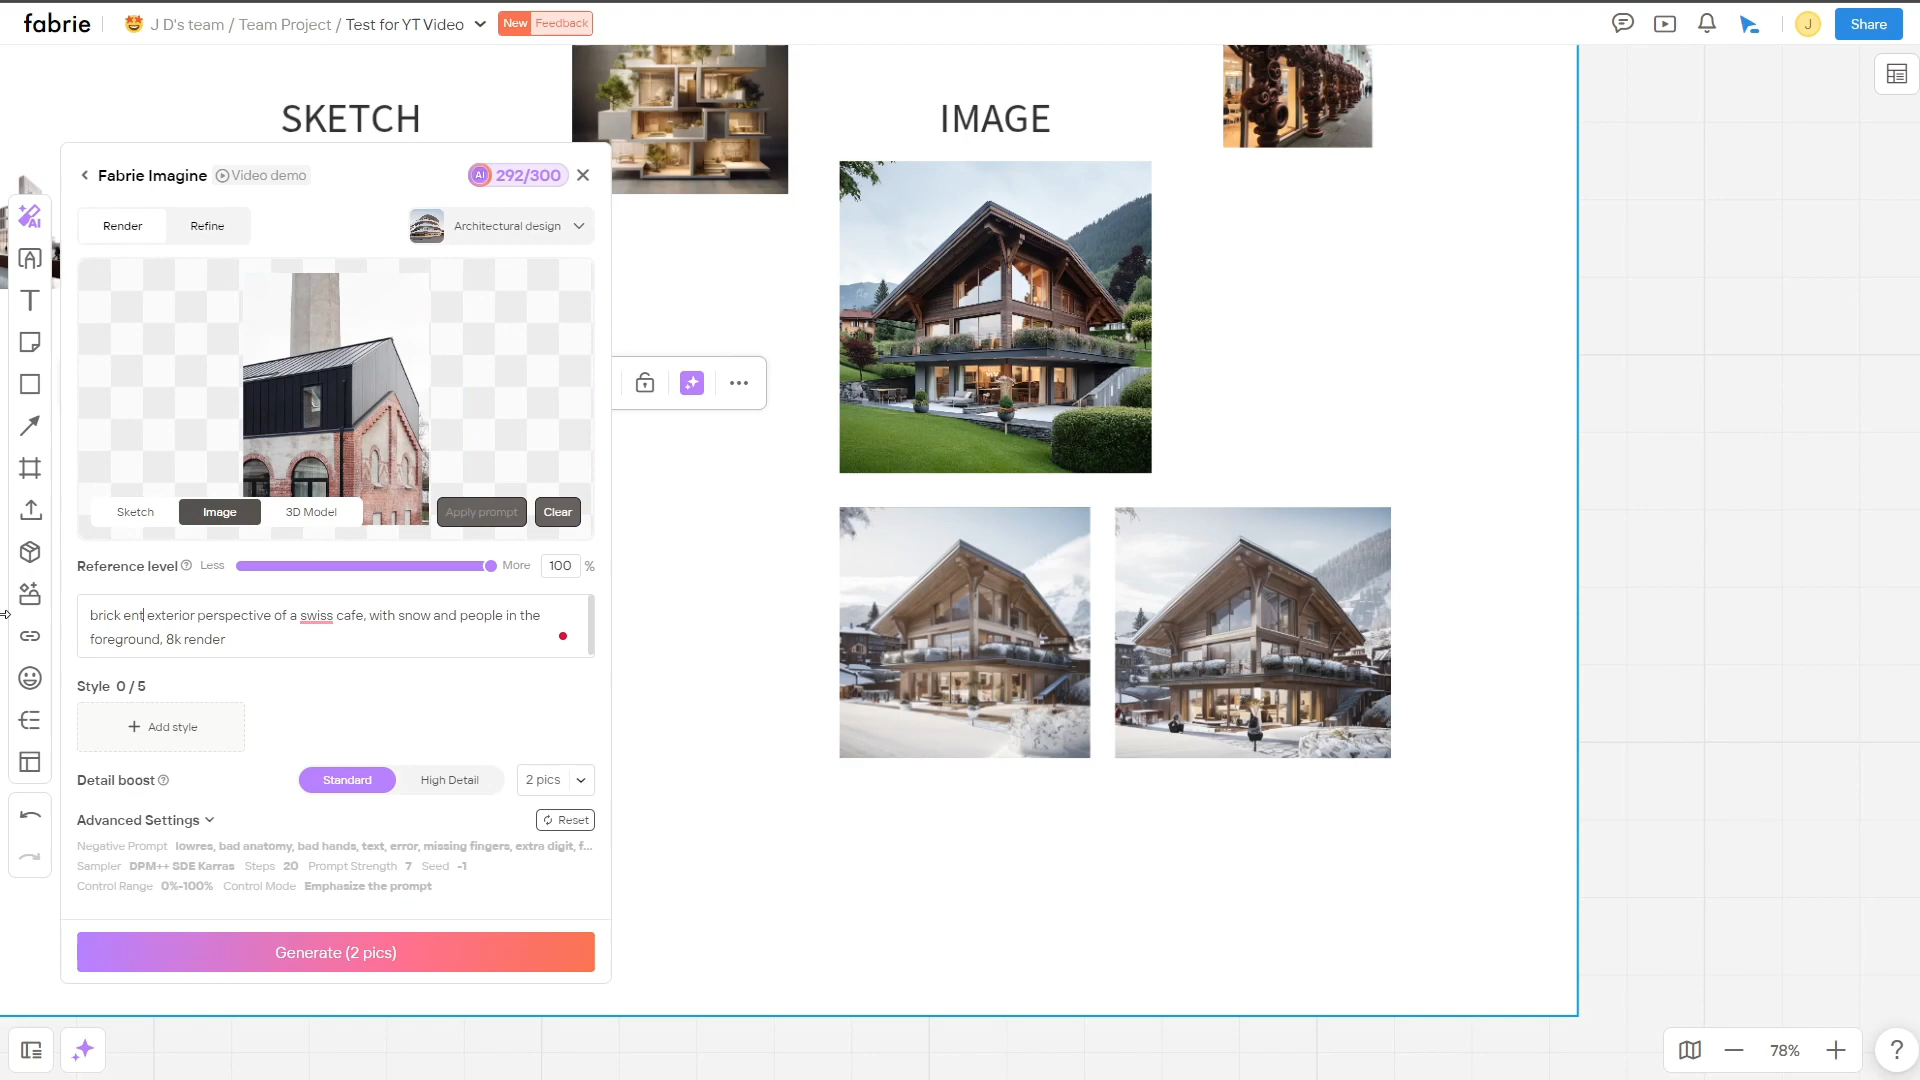 fabrie
J D's team / Team Project / Test for YT Video
New Feedback
J
Share
SKETCH
IMAGE
Fabrie Imagine
Video demo
AI 292/300
Render
Refine
Architectural design
AI
Sketch
Image
3D Model
Apply prompt
Clear
Reference level
Less
More
100
%
brick ent exterior perspective of a swiss cafe, with snow and people in the
foreground, 8k render
Style 0 / 5
+ Add style
Detail boost
Standard
High Detail
2 pics
Advanced Settings
Reset
Negative Prompt lowres, bad anatomy, bad hands, text, error, missing fingers, extra digit, f...
Sampler DPM++ SDE Karras Steps 20 Prompt Strength 7 Seed -1
Control Range 0%-100% Control Mode Emphasize the prompt
Generate (2 pics)
78%
?